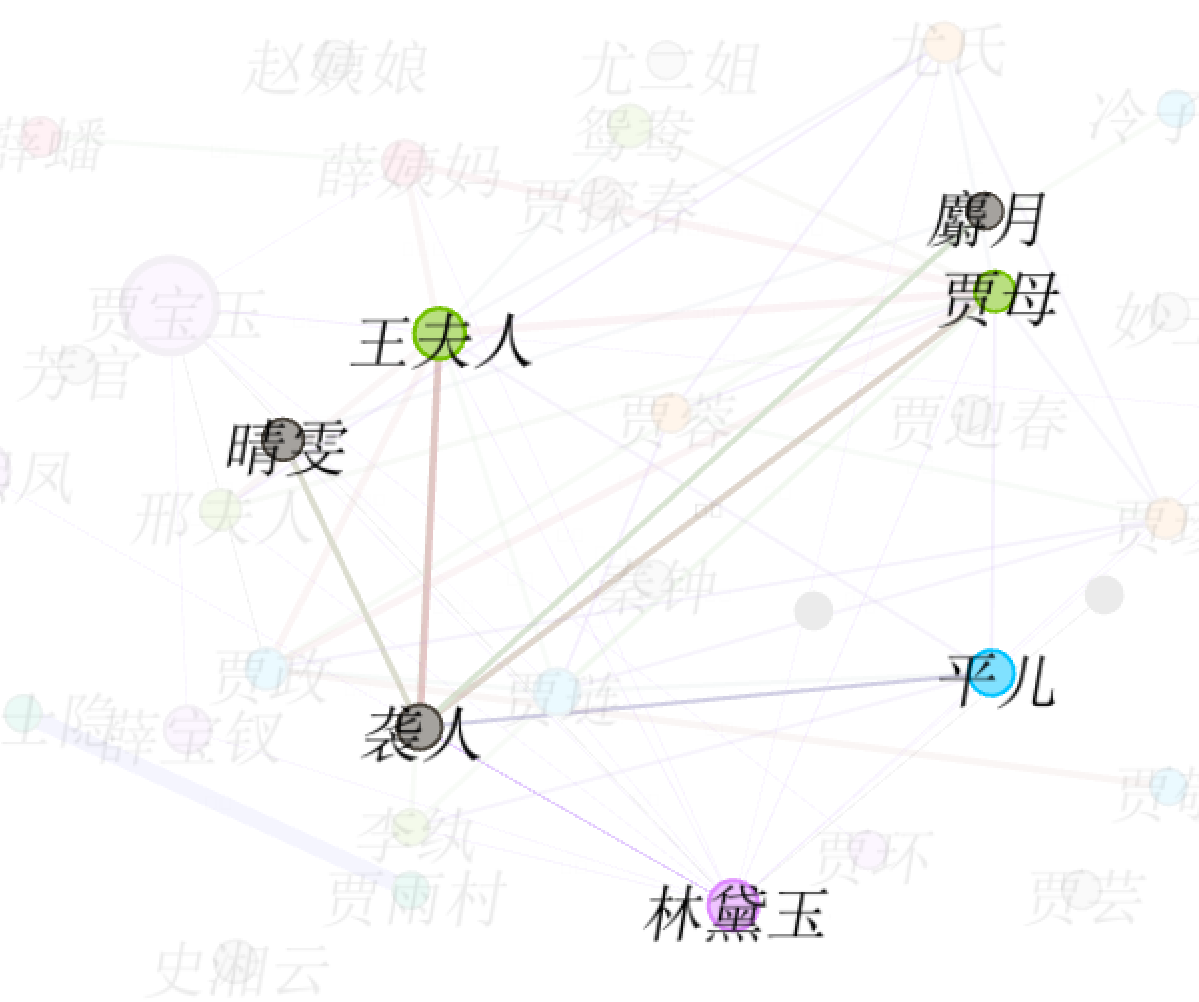 尤氏
赵姨娘
尤二姐
冷子
鸳鸯
薛蟠
薛姨妈
贾探春
麝月
贾母
贾宝玉
王夫人
芳官
贾蓉
贾迎春
晴雯
凤
邢夫人
秦钟
贾政
平儿
贾琏
士隐
薛宝钗
袭人
李纨
贾环
贾雨村
林黛玉
贾芸
史湘云